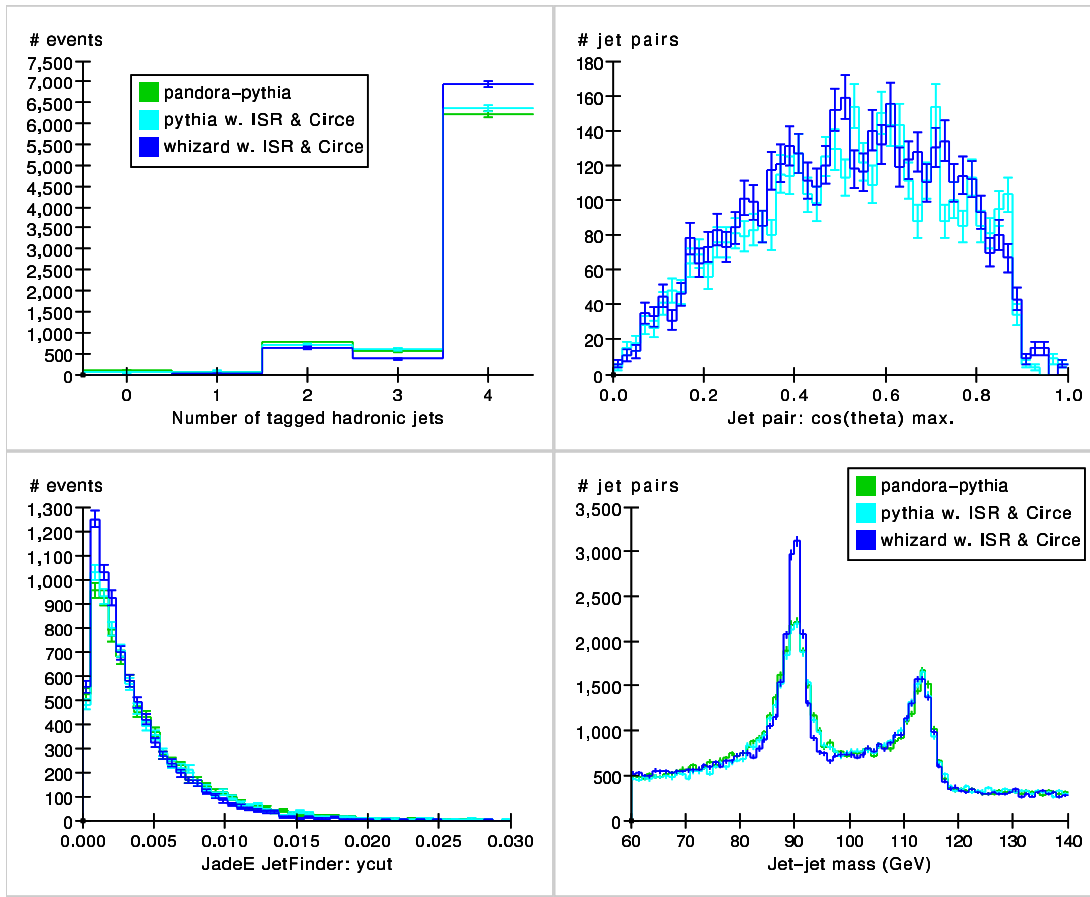 # events
7,500
7,000
6,500
6,000
5,500
5,000
4,500
4,000
3,500
3,000
2,500
2,000
1,500
1,000
500
0
pandora-pythia
pythia w. ISR & Circe
whizard w. ISR & Circe
0 1 2 3 4
Number of tagged hadronic jets
# jet pairs
180
160
140
120
100
80
60
40
20
0
0.0 0.2 0.4 0.6 0.8 1.0
Jet pair: cos(theta) max.
# events
1,300
1,200
1,100
1,000
900
800
700
600
500
400
300
200
100
0
0.000 0.005 0.010 0.015 0.020 0.025 0.030
JadeE JetFinder: ycut
# jet pairs
3,500
3,000
2,500
2,000
1,500
1,000
500
0
pandora-pythia
pythia w. ISR & Circe
whizard w. ISR & Circe
60 70 80 90 100 110 120 130 140
Jet-jet mass (GeV)